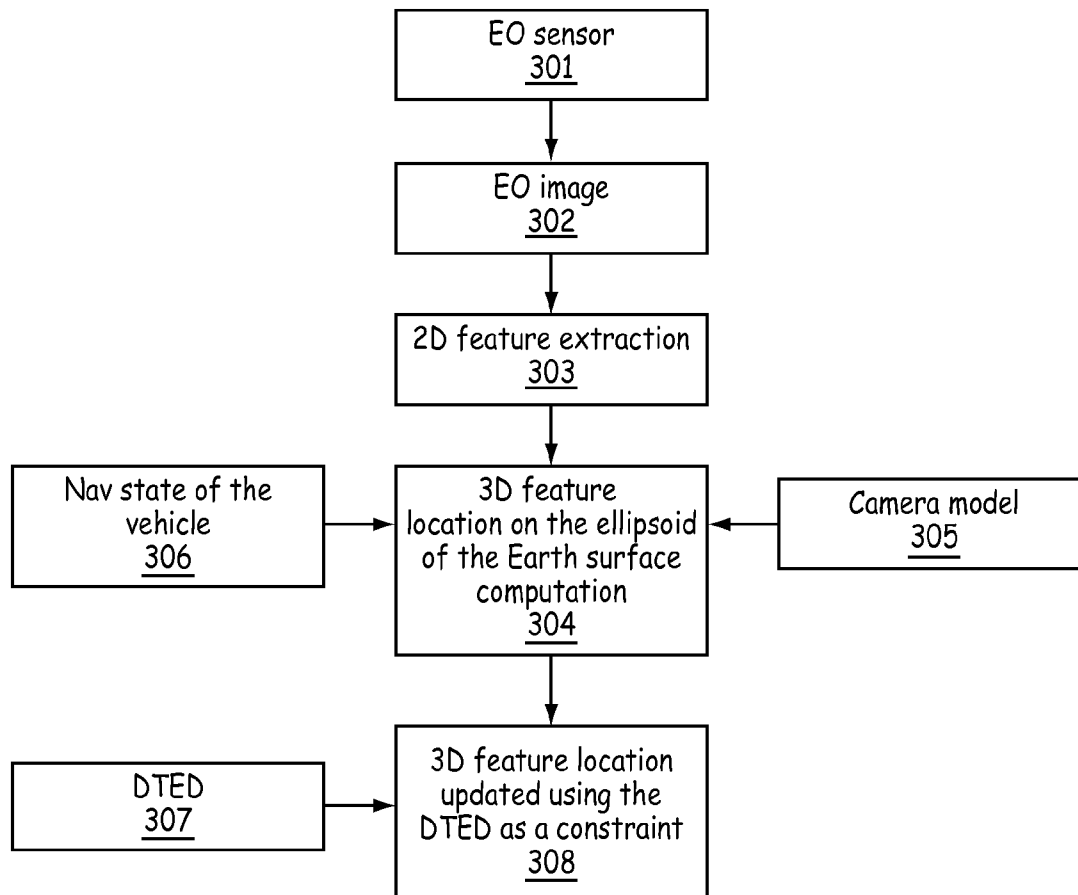 EO sensor
301
EO image
302
2D feature extraction
303
Nav state of the
vehicle
306
3D feature
location on the ellipsoid
of the Earth surface
computation
304
Camera model
305
DTED
307
3D feature location
updated using the
DTED as a constraint
308